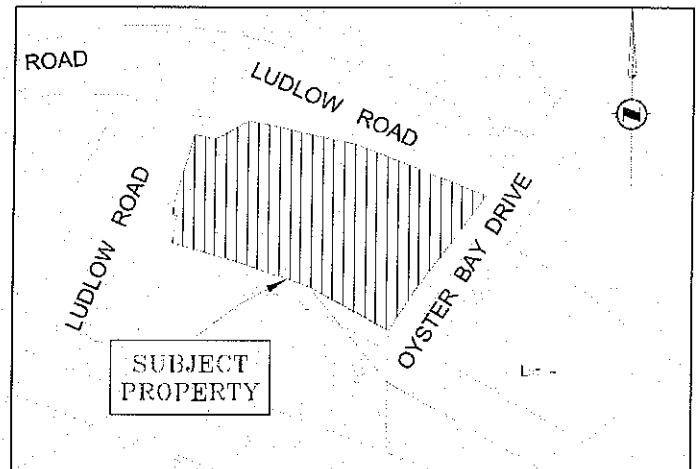 ROAD
LUDLOW ROAD
LUDLOW ROAD
OYSTER BAY DRIVE
SUBJECT
PROPERTY